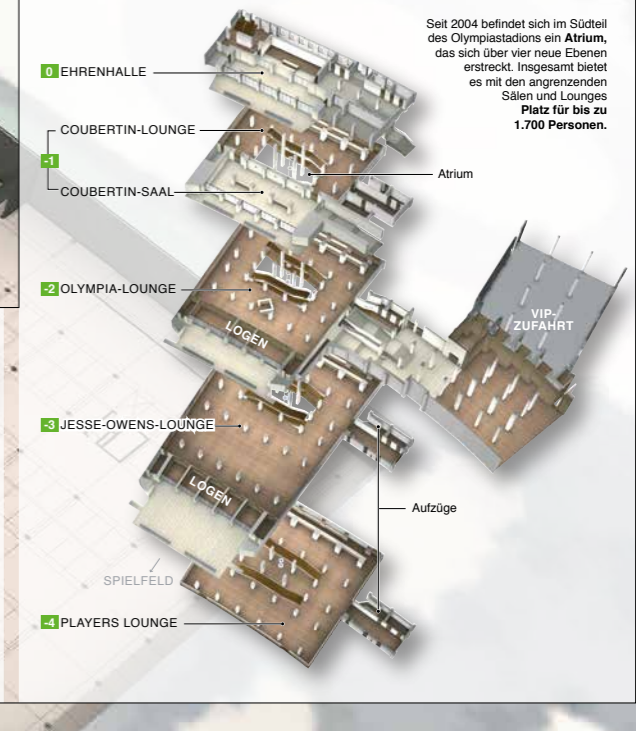 Seit 2004 befindet sich im Südteil
des Olympiastadions ein Atrium,
das sich über vier neue Ebenen
erstreckt. Insgesamt bietet
es mit den angrenzenden
Sälen und Lounges
Platz für bis zu
1.700 Personen.
0 EHRENHALLE
COUBERTIN-LOUNGE
-1
Atrium
COUBERTIN-SAAL
-2 OLYMPIA-LOUNGE
LOGEN
VIP-
ZUFAHRT
-3 JESSE-OWENS-LOUNGE
LOGEN
Aufzüge
SPIELFELD
-4 PLAYERS LOUNGE